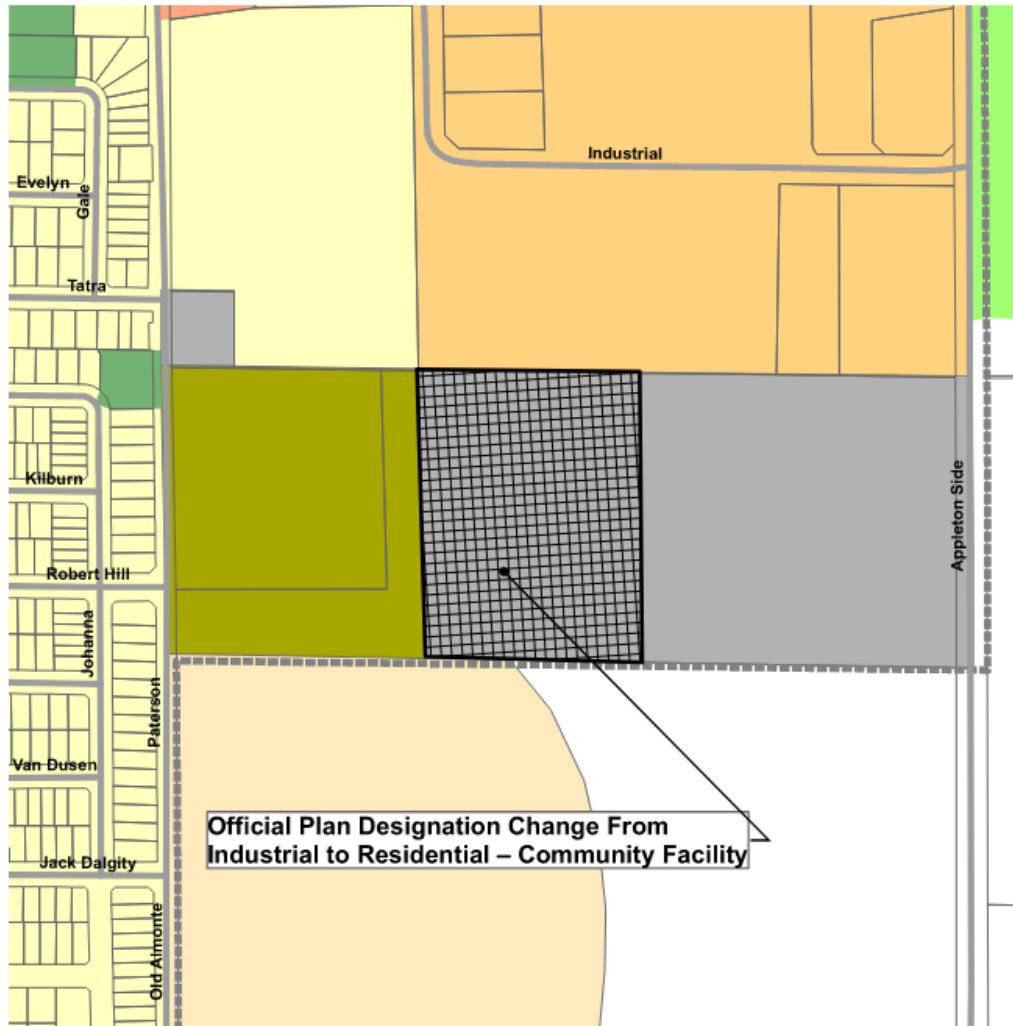 Industrial
Evelyn
Gale
Tatra
Kilburn
Appleton Side
Robert Hill
Johanna
Paterson
Van Dusen
Official Plan Designation Change From
Industrial to Residential – Community Facility
Jack Dalgity
Old Almonte